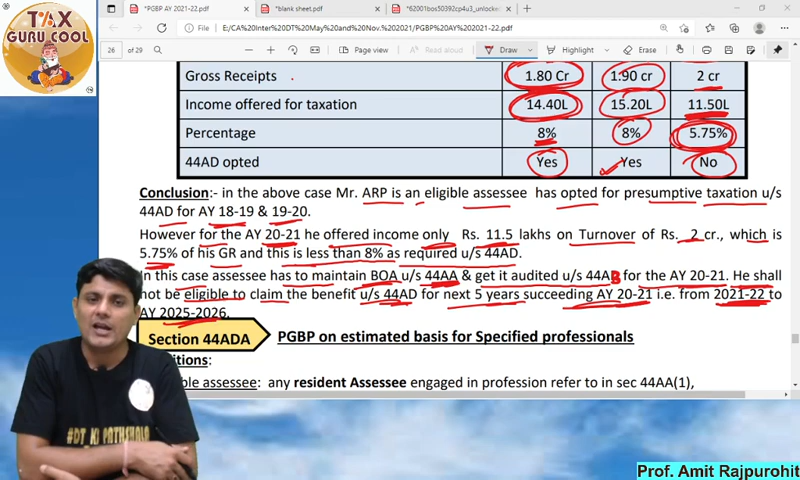 TAX
GURU COOL
*PGBP AY 2021-22.pdf
*blank sheet.pdf
*62001bos50392cp4u3_unlocked
E:/CA%20Inter%20DT%20May%20and%20Nov.%202021/PGBP%20AY%202021-22.pdf
26 of 29
Page view
Read aloud
Draw
Highlight
Erase
Gross Receipts 1.80 Cr 1.90 cr 2 cr
Income offered for taxation 14.40L 15.20L 11.50L
Percentage 8% 8% 5.75%
44AD opted Yes Yes No
Conclusion:- in the above case Mr. ARP is an eligible assessee has opted for presumptive taxation u/s
44AD for AY 18-19 & 19-20.
However for the AY 20-21 he offered income only Rs. 11.5 lakhs on Turnover of Rs. 2 cr., which is
5.75% of his GR and this is less than 8% as required u/s 44AD.
In this case assessee has to maintain BOA u/s 44AA & get it audited u/s 44AB for the AY 20-21. He shall
not be eligible to claim the benefit u/s 44AD for next 5 years succeeding AY 20-21 i.e. from 2021-22 to
AY 2025-2026.
Section 44ADA PGBP on estimated basis for Specified professionals
itions:
ble assessee: any resident Assessee engaged in profession refer to in sec 44AA(1),
#DT KI PATHSHALA
Prof. Amit Rajpurohit